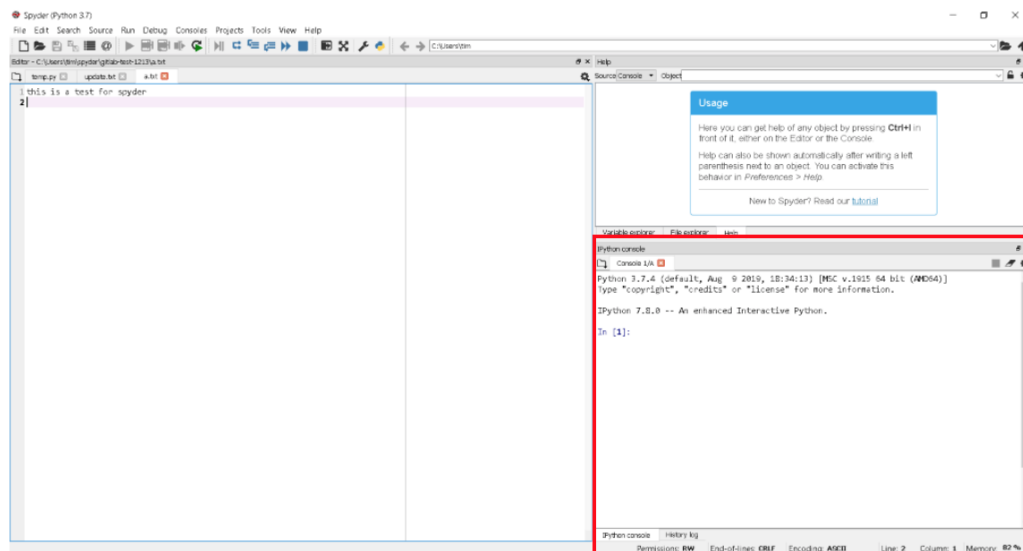 Spyder (Python 3.7)
File Edit Search Source Run Debug Consoles Projects Tools View Help
C:\Users\tim
Editor - C:\Users\tim\spyder\gitlab-test-1213\a.txt
temp.py update.txt a.txt
1 this is a test for spyder
2
Help
Source Console Object
Usage
Here you can get help of any object by pressing Ctrl+I in
front of it, either on the Editor or the Console.
Help can also be shown automatically after writing a left
parenthesis next to an object. You can activate this
behavior in Preferences > Help.
New to Spyder? Read our tutorial
Variable explorer File explorer Help
IPython console
Console 1/A
Python 3.7.4 (default, Aug 9 2019, 18:34:13) [MSC v.1915 64 bit (AMD64)]
Type "copyright", "credits" or "license" for more information.
IPython 7.8.0 -- An enhanced Interactive Python.
In [1]:
IPython console History log
Permissions: RW End-of-lines: CRLF Encoding: ASCII Line: 2 Column: 1 Memory: 82 %